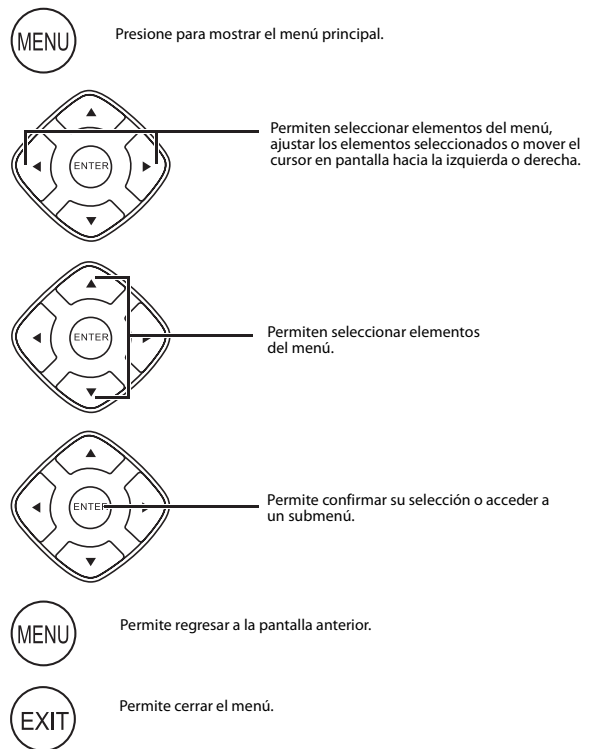 MENU
Presione para mostrar el menú principal.
ENTER
Permiten seleccionar elementos del menú,
ajustar los elementos seleccionados o mover el
cursor en pantalla hacia la izquierda o derecha.
ENTER
Permiten seleccionar elementos
del menú.
ENTER
Permite confirmar su selección o acceder a
un submenú.
MENU
Permite regresar a la pantalla anterior.
EXIT
Permite cerrar el menú.